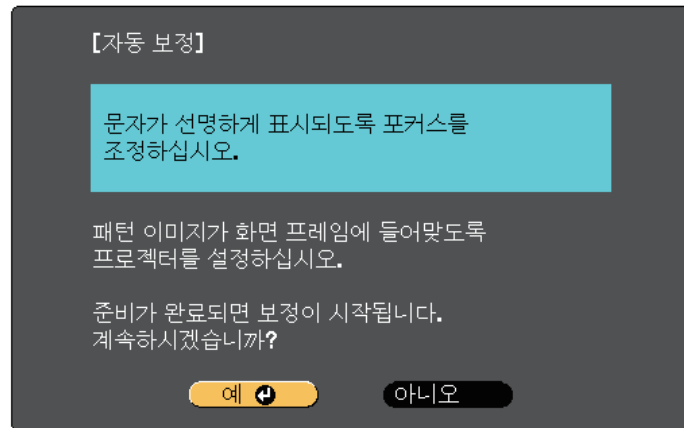 [자동 보정]
문자가 선명하게 표시되도록 포커스를
조정하십시오.
패턴 이미지가 화면 프레임에 들어맞도록
프로젝터를 설정하십시오.
준비가 완료되면 보정이 시작됩니다.
계속하시겠습니까?
예 아니오